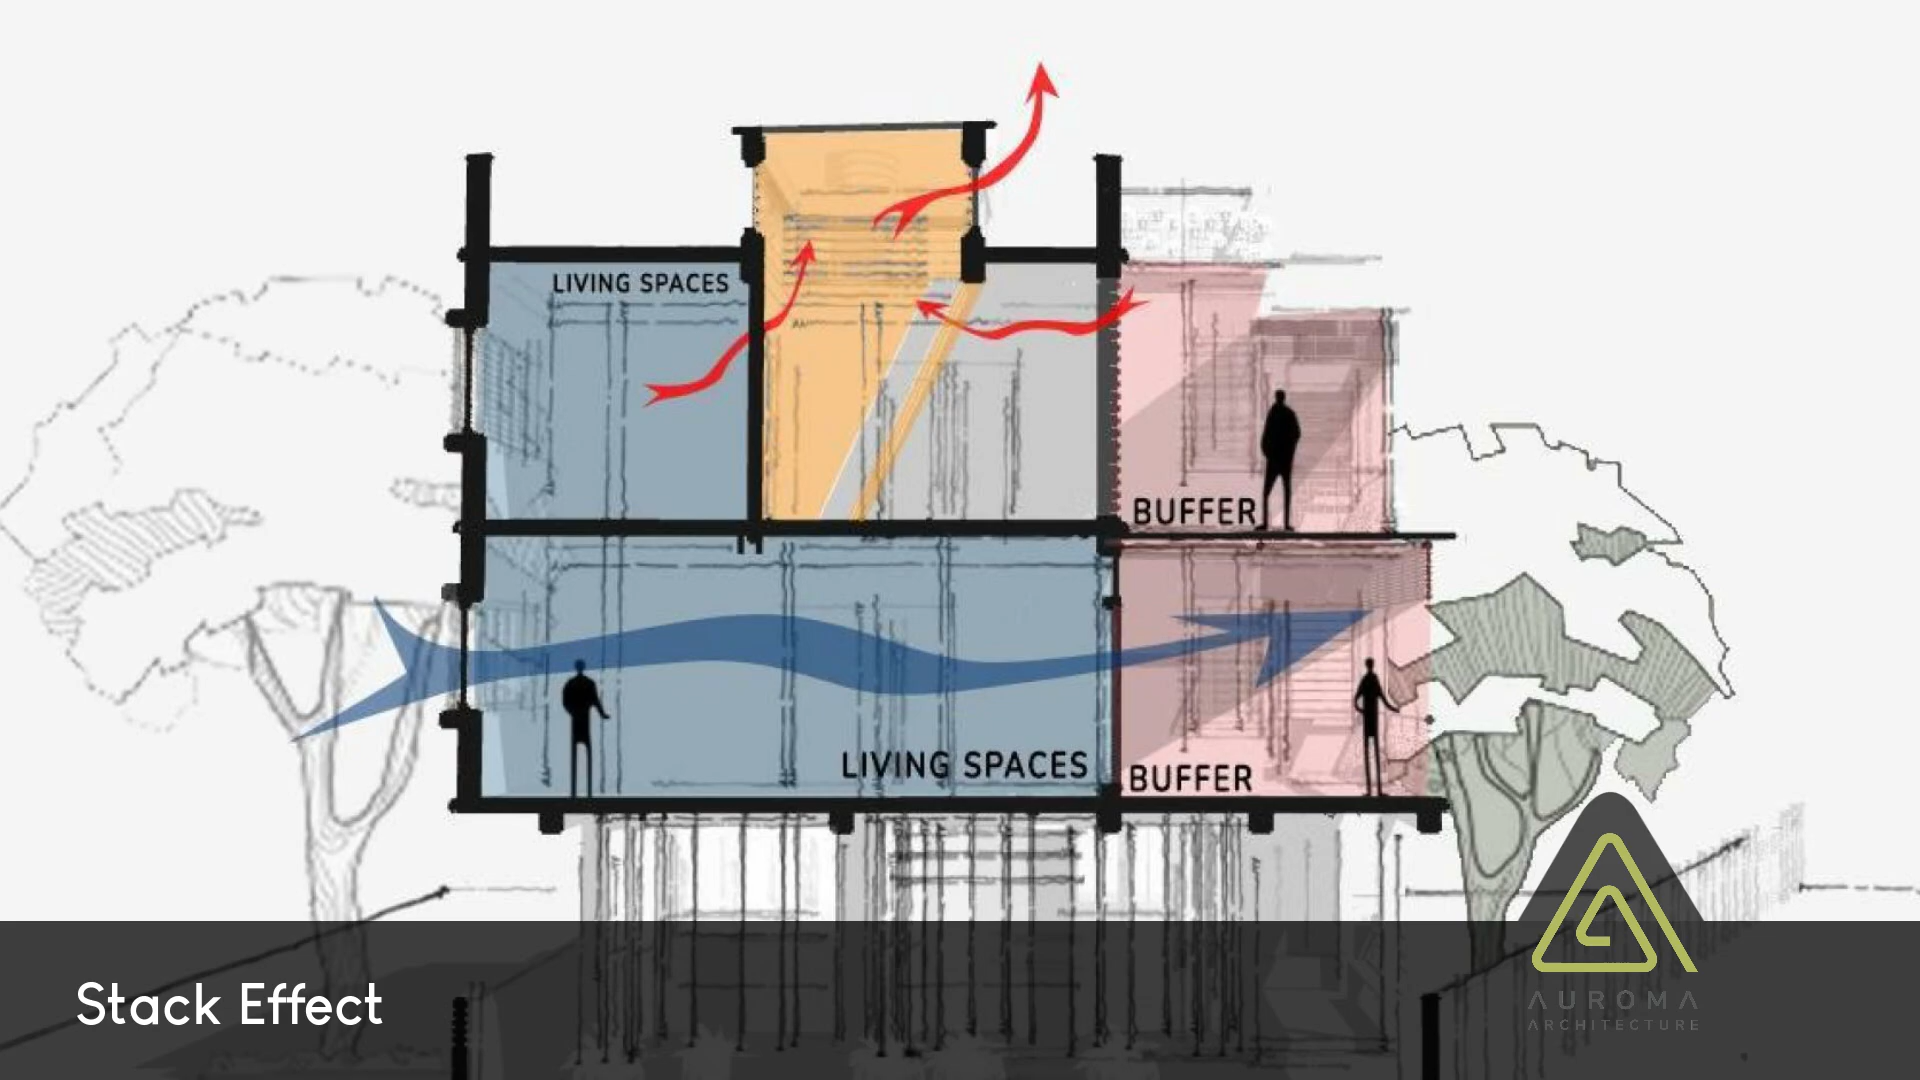 LIVING SPACES
BUFFER
LIVING SPACES
BUFFER
Stack Effect
AUROMA
ARCHITECTURE